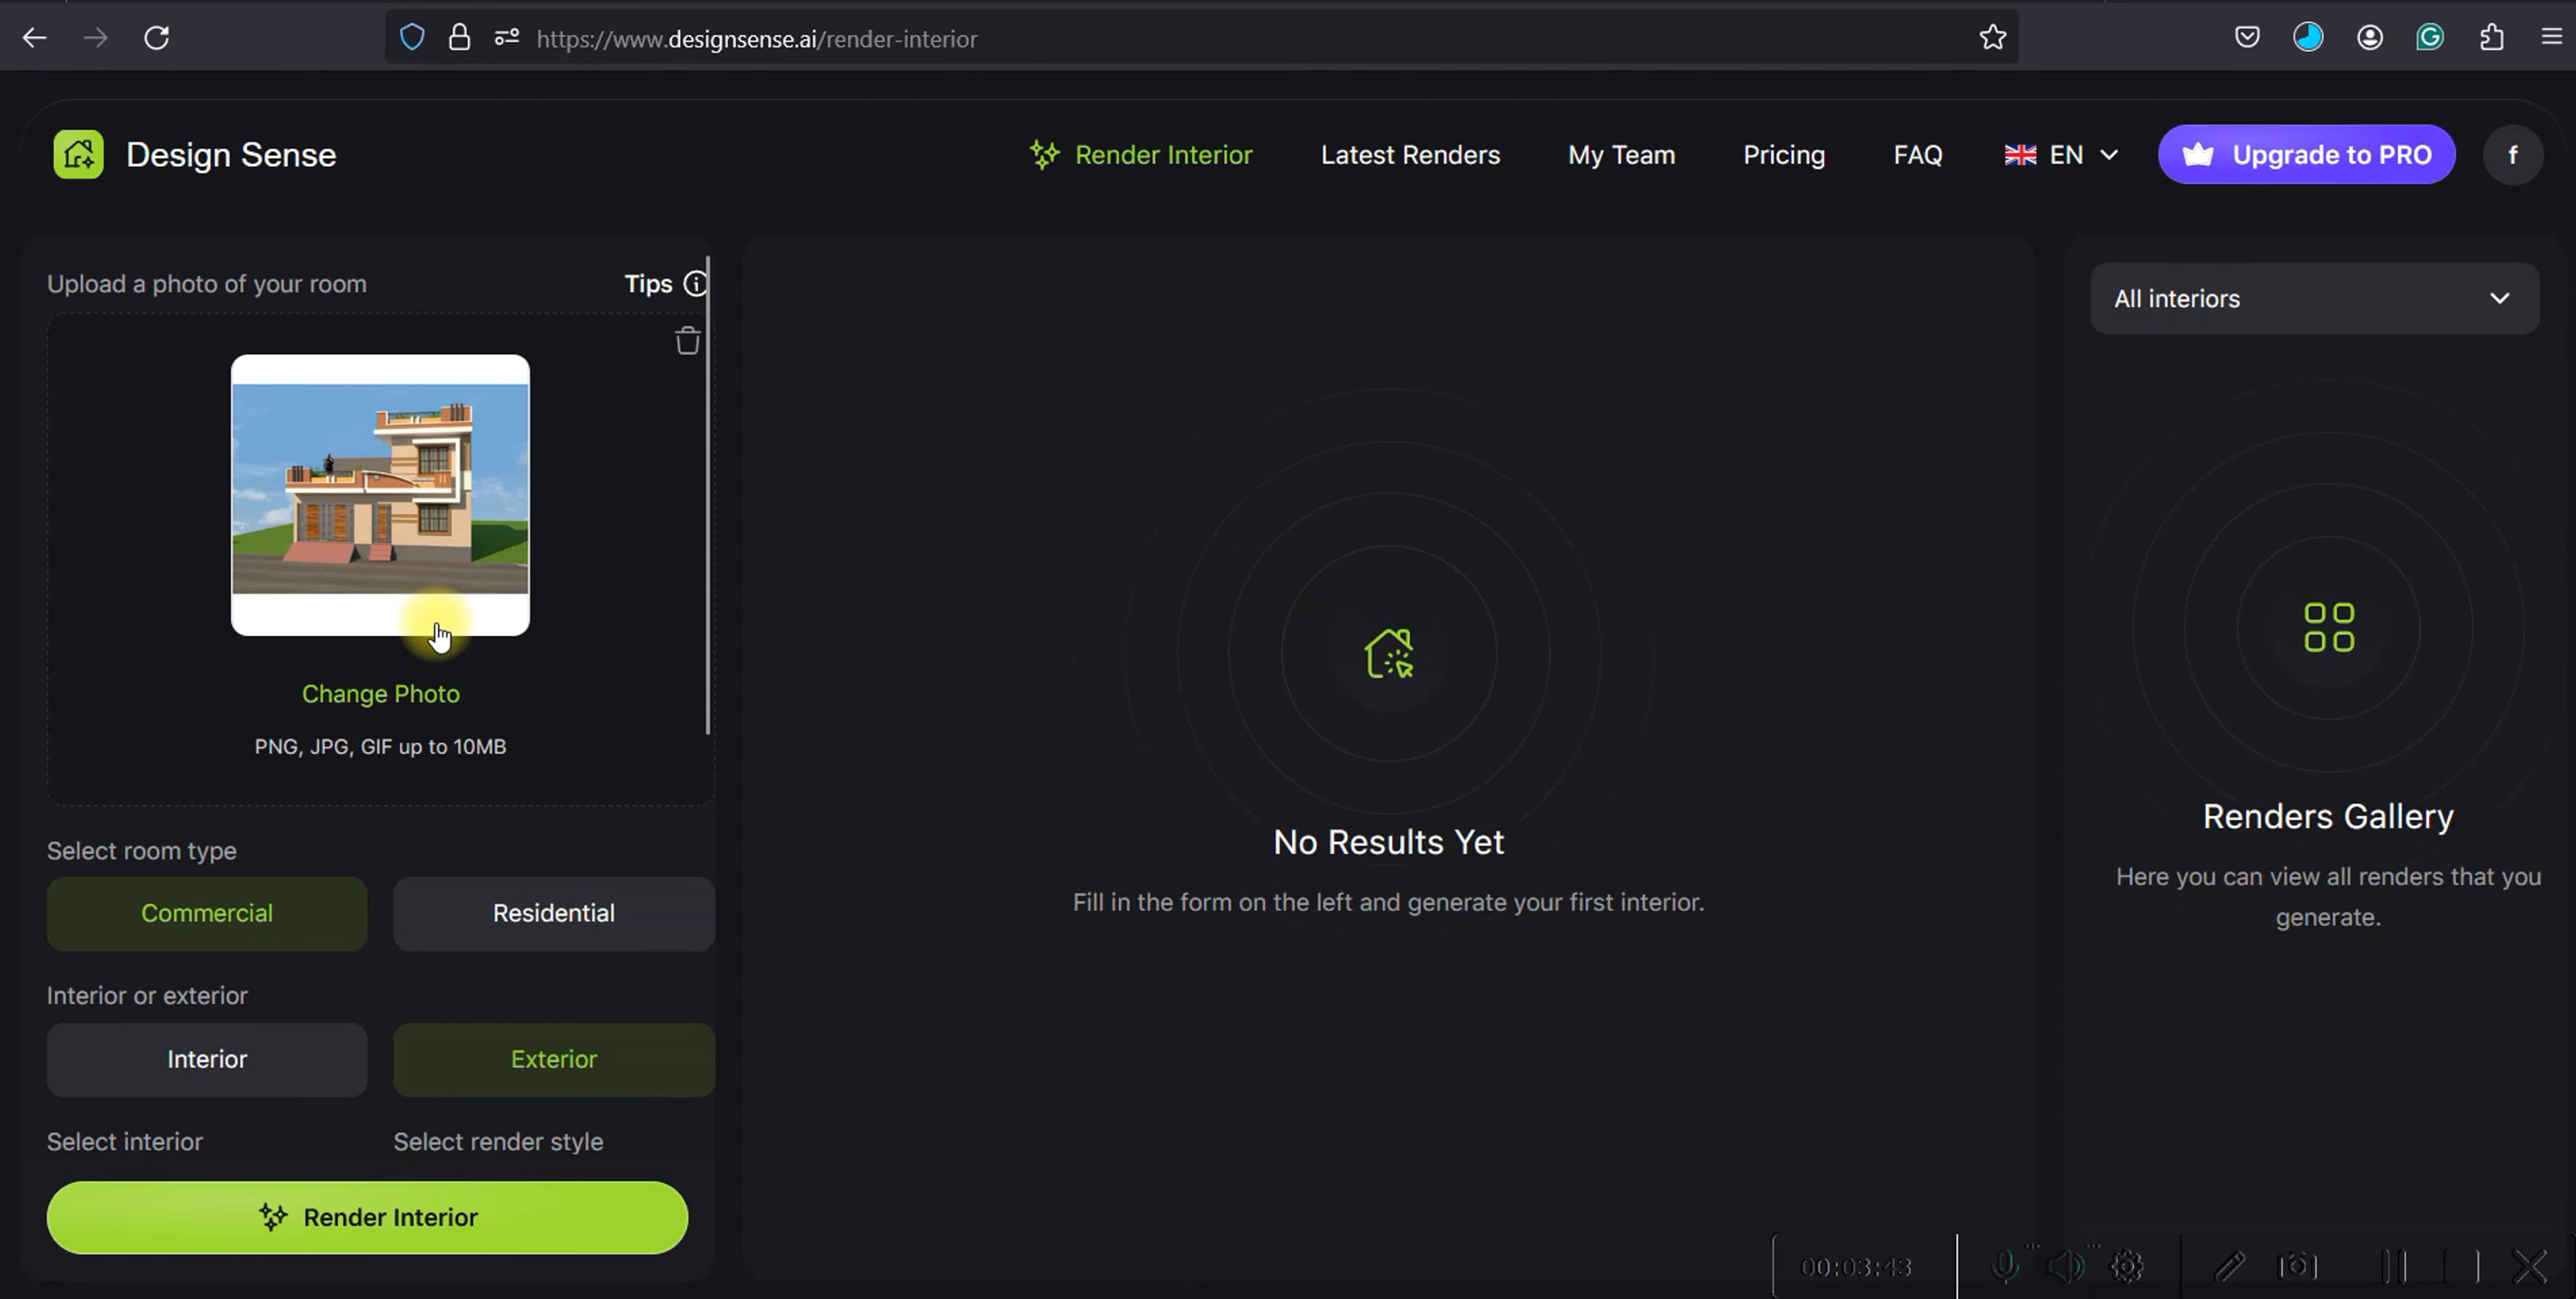 https://www.designsense.ai/render-interior
Design Sense
Render Interior
Latest Renders
My Team
Pricing
FAQ
EN
Upgrade to PRO
f
Upload a photo of your room
Tips
Change Photo
PNG, JPG, GIF up to 10MB
Select room type
Commercial
Residential
Interior or exterior
Interior
Exterior
Select interior
Select render style
Render Interior
No Results Yet
Fill in the form on the left and generate your first interior.
All interiors
Renders Gallery
Here you can view all renders that you
generate.
00:03:43